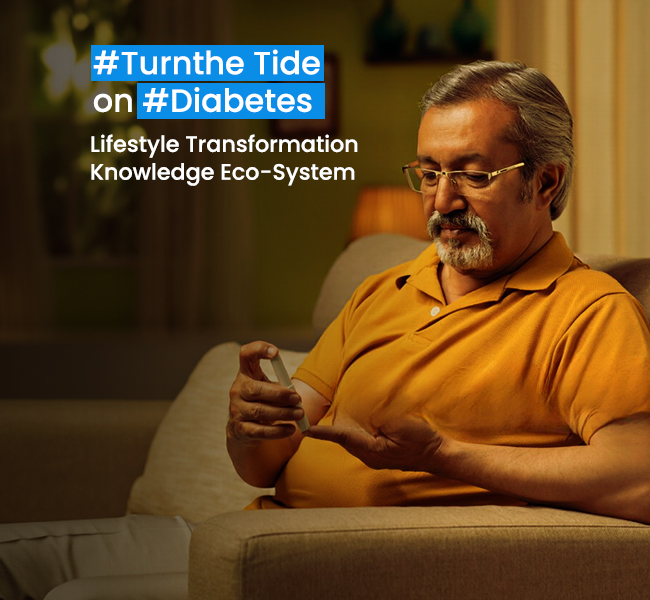 #Turnthe Tide
on #Diabetes
Lifestyle Transformation
Knowledge Eco-System